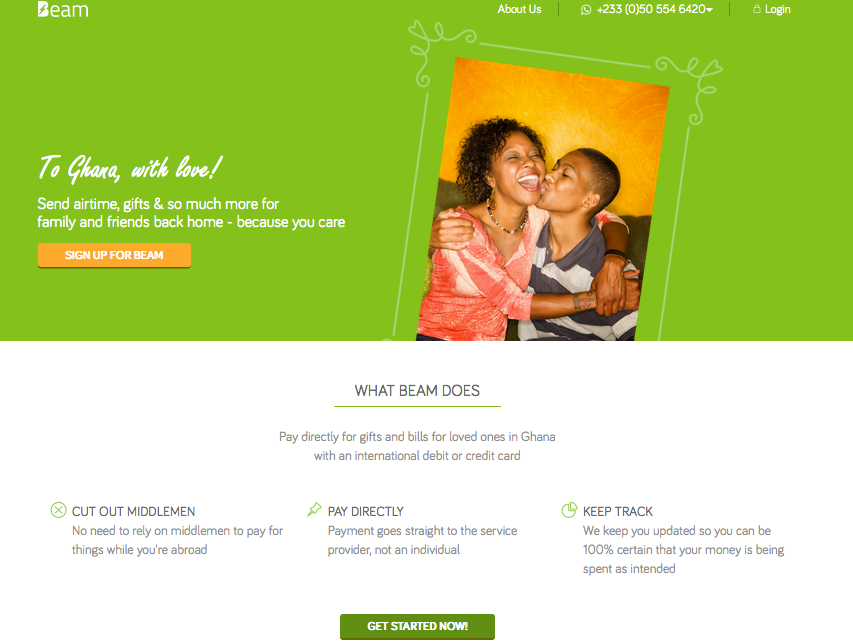 Beam
About Us
+233 (0)50 554 6420
Login
To Ghana, with love!
Send airtime, gifts & so much more for
family and friends back home - because you care
SIGN UP FOR BEAM
WHAT BEAM DOES
Pay directly for gifts and bills for loved ones in Ghana
with an international debit or credit card
CUT OUT MIDDLEMEN
No need to rely on middlemen to pay for
things while you're abroad
PAY DIRECTLY
Payment goes straight to the service
provider, not an individual
KEEP TRACK
We keep you updated so you can be
100% certain that your money is being
spent as intended
GET STARTED NOW!